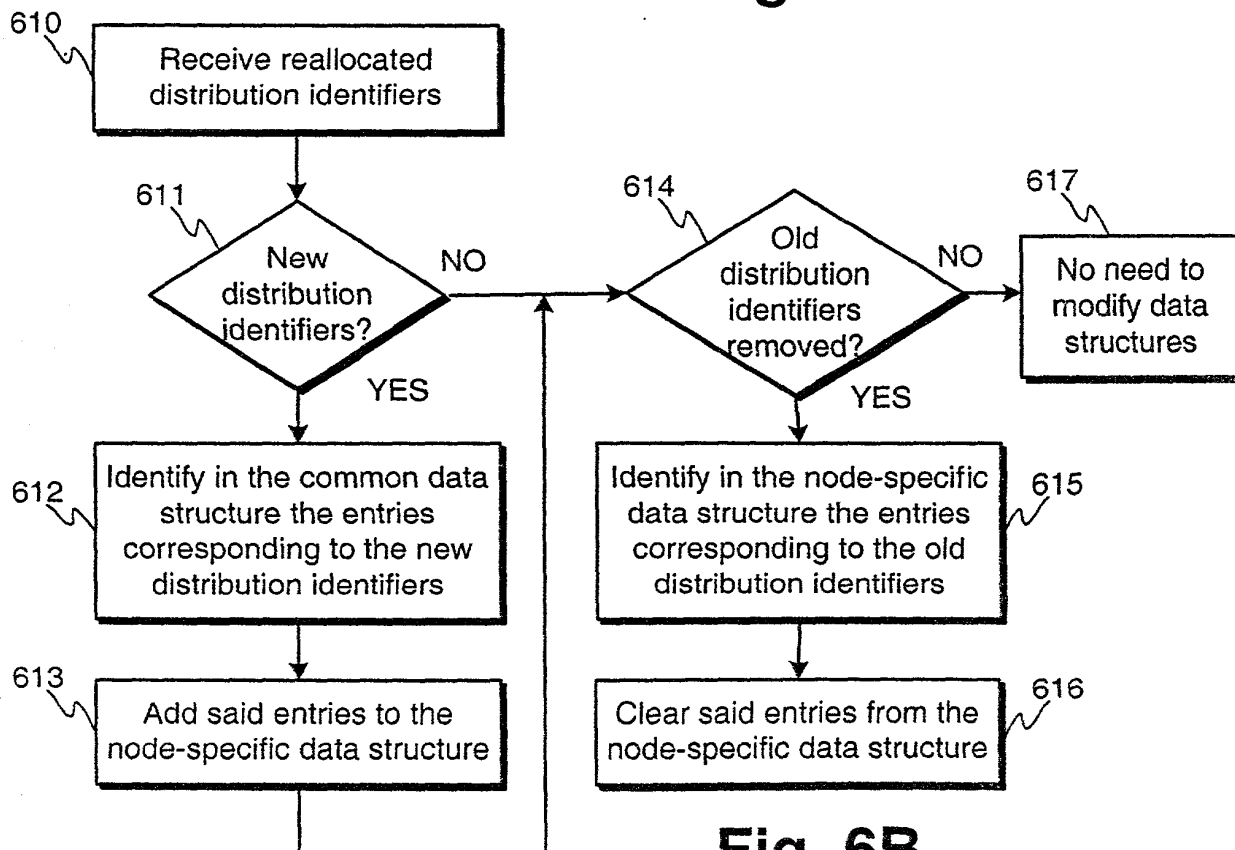 610
Receive reallocated
distribution identifiers
611
New
distribution
identifiers?
NO
YES
612
Identify in the common data
structure the entries
corresponding to the new
distribution identifiers
613
Add said entries to the
node-specific data structure
614
Old
distribution
identifiers
removed?
NO
YES
617
No need to
modify data
structures
615
Identify in the node-specific
data structure the entries
corresponding to the old
distribution identifiers
616
Clear said entries from the
node-specific data structure
Fig. 6B